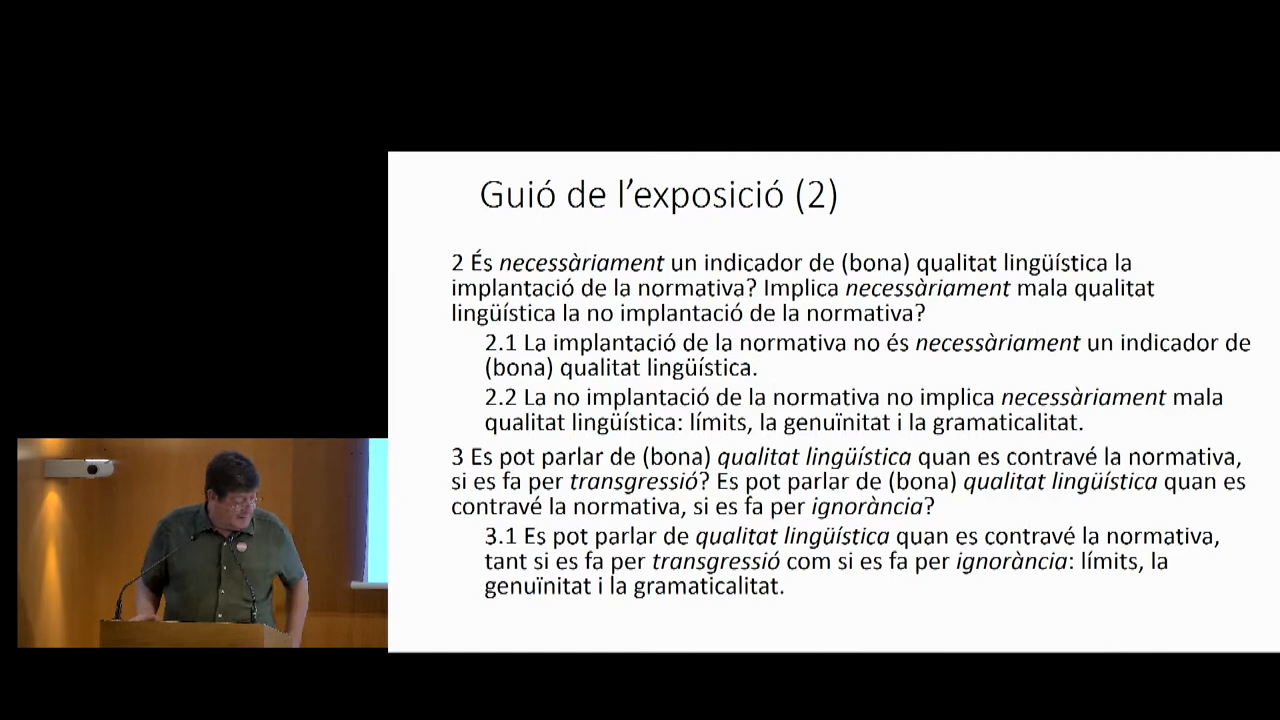 Guió de l’exposició (2)
2 És necessàriament un indicador de (bona) qualitat lingüística la
implantació de la normativa? Implica necessàriament mala qualitat
lingüística la no implantació de la normativa?
2.1 La implantació de la normativa no és necessàriament un indicador de
(bona) qualitat lingüística.
2.2 La no implantació de la normativa no implica necessàriament mala
qualitat lingüística: límits, la genuïnitat i la gramaticalitat.
3 Es pot parlar de (bona) qualitat lingüística quan es contravé la normativa,
si es fa per transgressió? Es pot parlar de (bona) qualitat lingüística quan es
contravé la normativa, si es fa per ignorància?
3.1 Es pot parlar de qualitat lingüística quan es contravé la normativa,
tant si es fa per transgressió com si es fa per ignorància: límits, la
genuïnitat i la gramaticalitat.